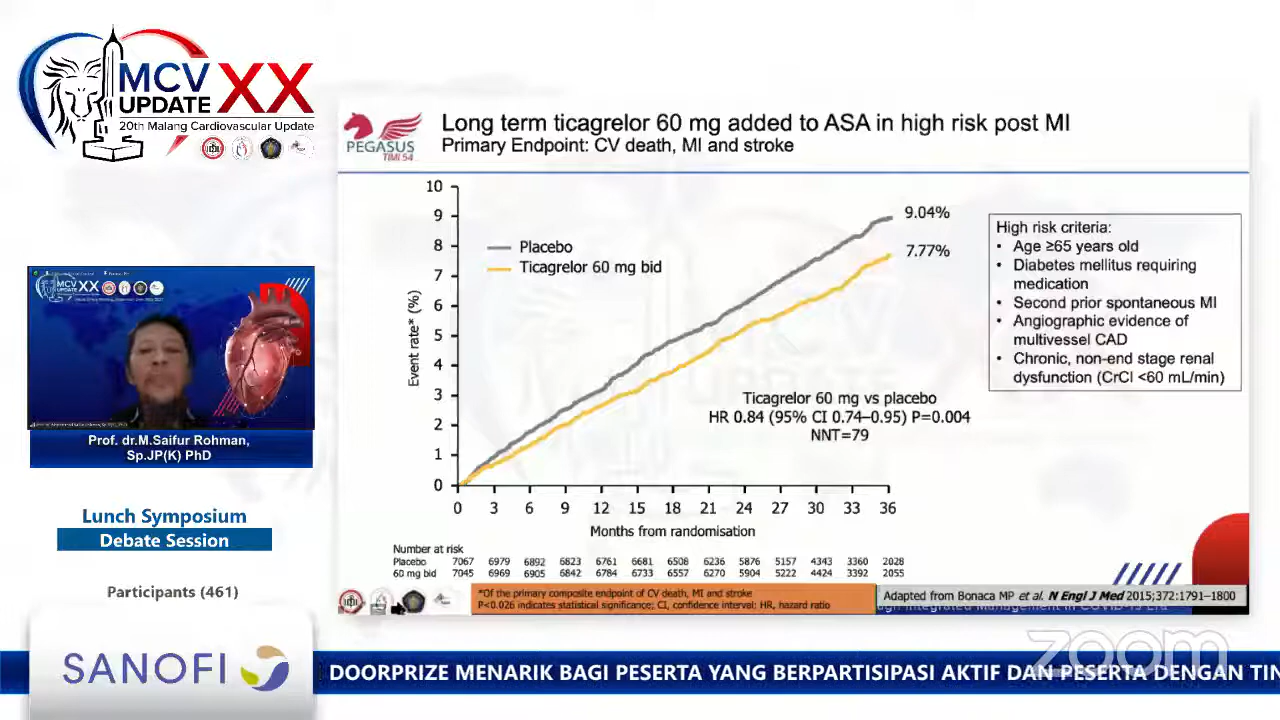 MCV
UPDATE
XX
20th Malang Cardiovascular Update
PEGASUS
TIMI 54
Long term ticagrelor 60 mg added to ASA in high risk post MI
Primary Endpoint: CV death, MI and stroke
10
9
8
7
6
5
4
3
2
1
0
Event rate* (%)
Placebo
Ticagrelor 60 mg bid
9.04%
7.77%
Ticagrelor 60 mg vs placebo
HR 0.84 (95% CI 0.74–0.95) P=0.004
NNT=79
0 3 6 9 12 15 18 21 24 27 30 33 36
Months from randomisation
High risk criteria:
• Age ≥65 years old
• Diabetes mellitus requiring
medication
• Second prior spontaneous MI
• Angiographic evidence of
multivessel CAD
• Chronic, non-end stage renal
dysfunction (CrCl <60 mL/min)
Number at risk
Placebo 7067 6979 6892 6823 6761 6681 6508 6236 5876 5157 4343 3360 2028
60 mg bid 7045 6969 6905 6842 6784 6733 6557 6270 5904 5222 4424 3392 2055
*Of the primary composite endpoint of CV death, MI and stroke
P<0.026 indicates statistical significance; CI, confidence interval: HR, hazard ratio
Adapted from Bonaca MP et al. N Engl J Med 2015;372:1791–1800
MCV
UPDATE
XX
Prof. dr.M.Saifur Rohman,
Sp.JP(K) PhD
Lunch Symposium
Debate Session
Participants (461)
SANOFI
zoom
DOORPRIZE MENARIK BAGI PESERTA YANG BERPARTISIPASI AKTIF DAN PESERTA DENGAN TIN